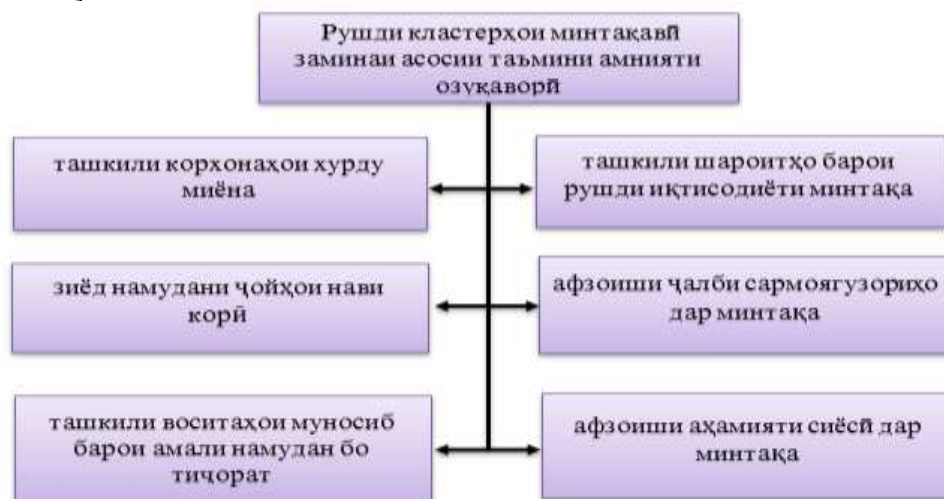 Рушди кластерҳои минтақавӣ
заминаи асосии таъмини амнияти
озуқаворӣ
ташкили корхонаҳои хурду
миёна
ташкили шароитҳо барои
рушди иқтисодиёти минтақа
зиёд намудани ҷойҳои нави
корӣ
афзоиши ҷалби сармоягузориҳо
дар минтақа
ташкили воситаҳои муносиб
барои амали намудан бо
тиҷорат
афзоиши аҳамияти сиёсӣ дар
минтақа